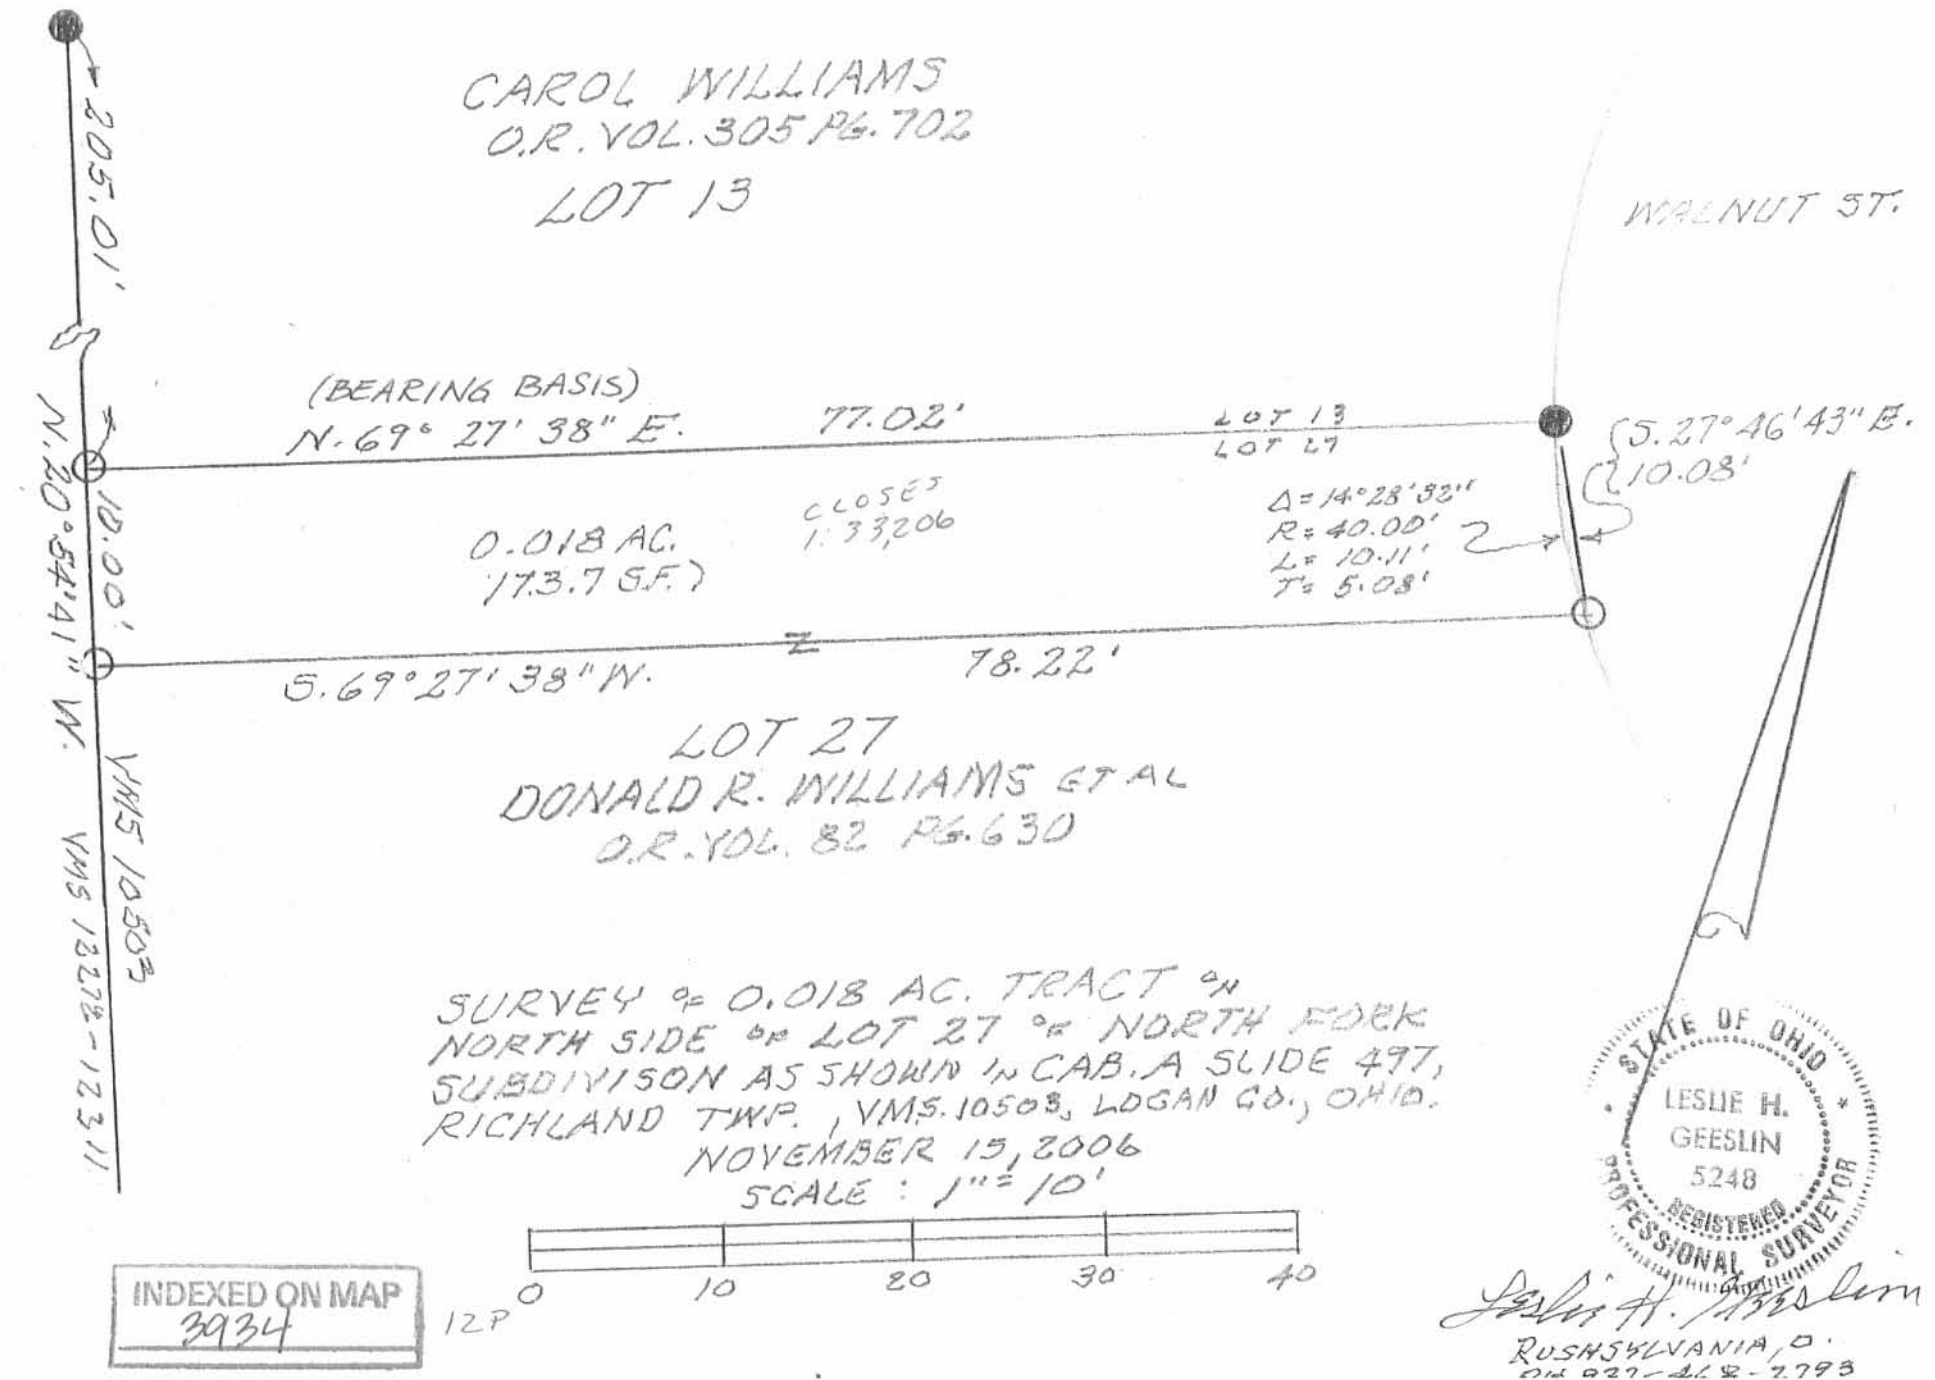 CAROL WILLIAMS
O.R. VOL. 305 PG. 702
LOT 13
WALNUT ST.
205.01'
(BEARING BASIS)
N. 69° 27' 38" E. 77.02'
LOT 13
LOT 27
S. 27° 46' 43" E.
10.08'
N. 20° 54' 41" W.
10.00'
0.018 AC.
173.7 S.F.)
CLOSES
1:33,206
Δ = 14° 28' 32"
R = 40.00'
L = 10.11'
T = 5.08'
S. 69° 27' 38" W. 78.22'
LOT 27
DONALD R. WILLIAMS ET AL
O.R. VOL. 82 PG. 630
VMS 10503
VMS 12278-12311
SURVEY OF 0.018 AC. TRACT ON
NORTH SIDE OF LOT 27 OF NORTH FORK
SUBDIVISON AS SHOWN IN CAB. A SLIDE 497,
RICHLAND TWP., VMS. 10503, LOGAN CO., OHIO.
NOVEMBER 15, 2006
SCALE : 1" = 10'
0 10 20 30 40
INDEXED ON MAP
3934
12P
STATE OF OHIO
LESLIE H.
GEESLIN
5248
REGISTERED
PROFESSIONAL SURVEYOR
Leslie H. Geeslin
RUSHSYLVANIA, O.
PH 937-468-2793